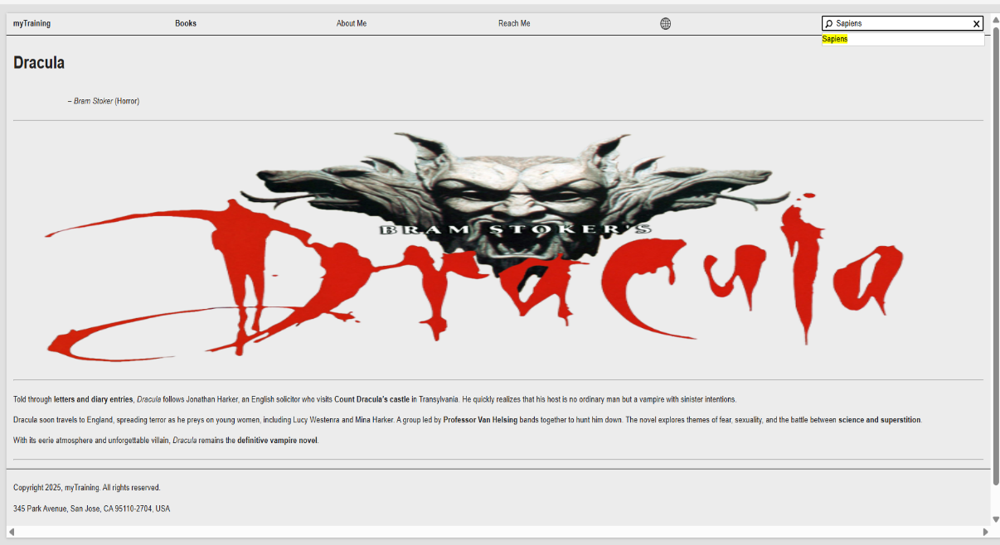 myTraining Books About Me Reach Me Sapiens X
Sapiens
Dracula
– Bram Stoker (Horror)
BRAM STOKER'S
Dracula
Told through letters and diary entries, Dracula follows Jonathan Harker, an English solicitor who visits Count Dracula's castle in Transylvania. He quickly realizes that his host is no ordinary man but a vampire with sinister intentions.
Dracula soon travels to England, spreading terror as he preys on young women, including Lucy Westenra and Mina Harker. A group led by Professor Van Helsing bands together to hunt him down. The novel explores themes of fear, sexuality, and the battle between science and superstition.
With its eerie atmosphere and unforgettable villain, Dracula remains the definitive vampire novel.
Copyright 2025, myTraining. All rights reserved.
345 Park Avenue, San Jose, CA 95110-2704, USA